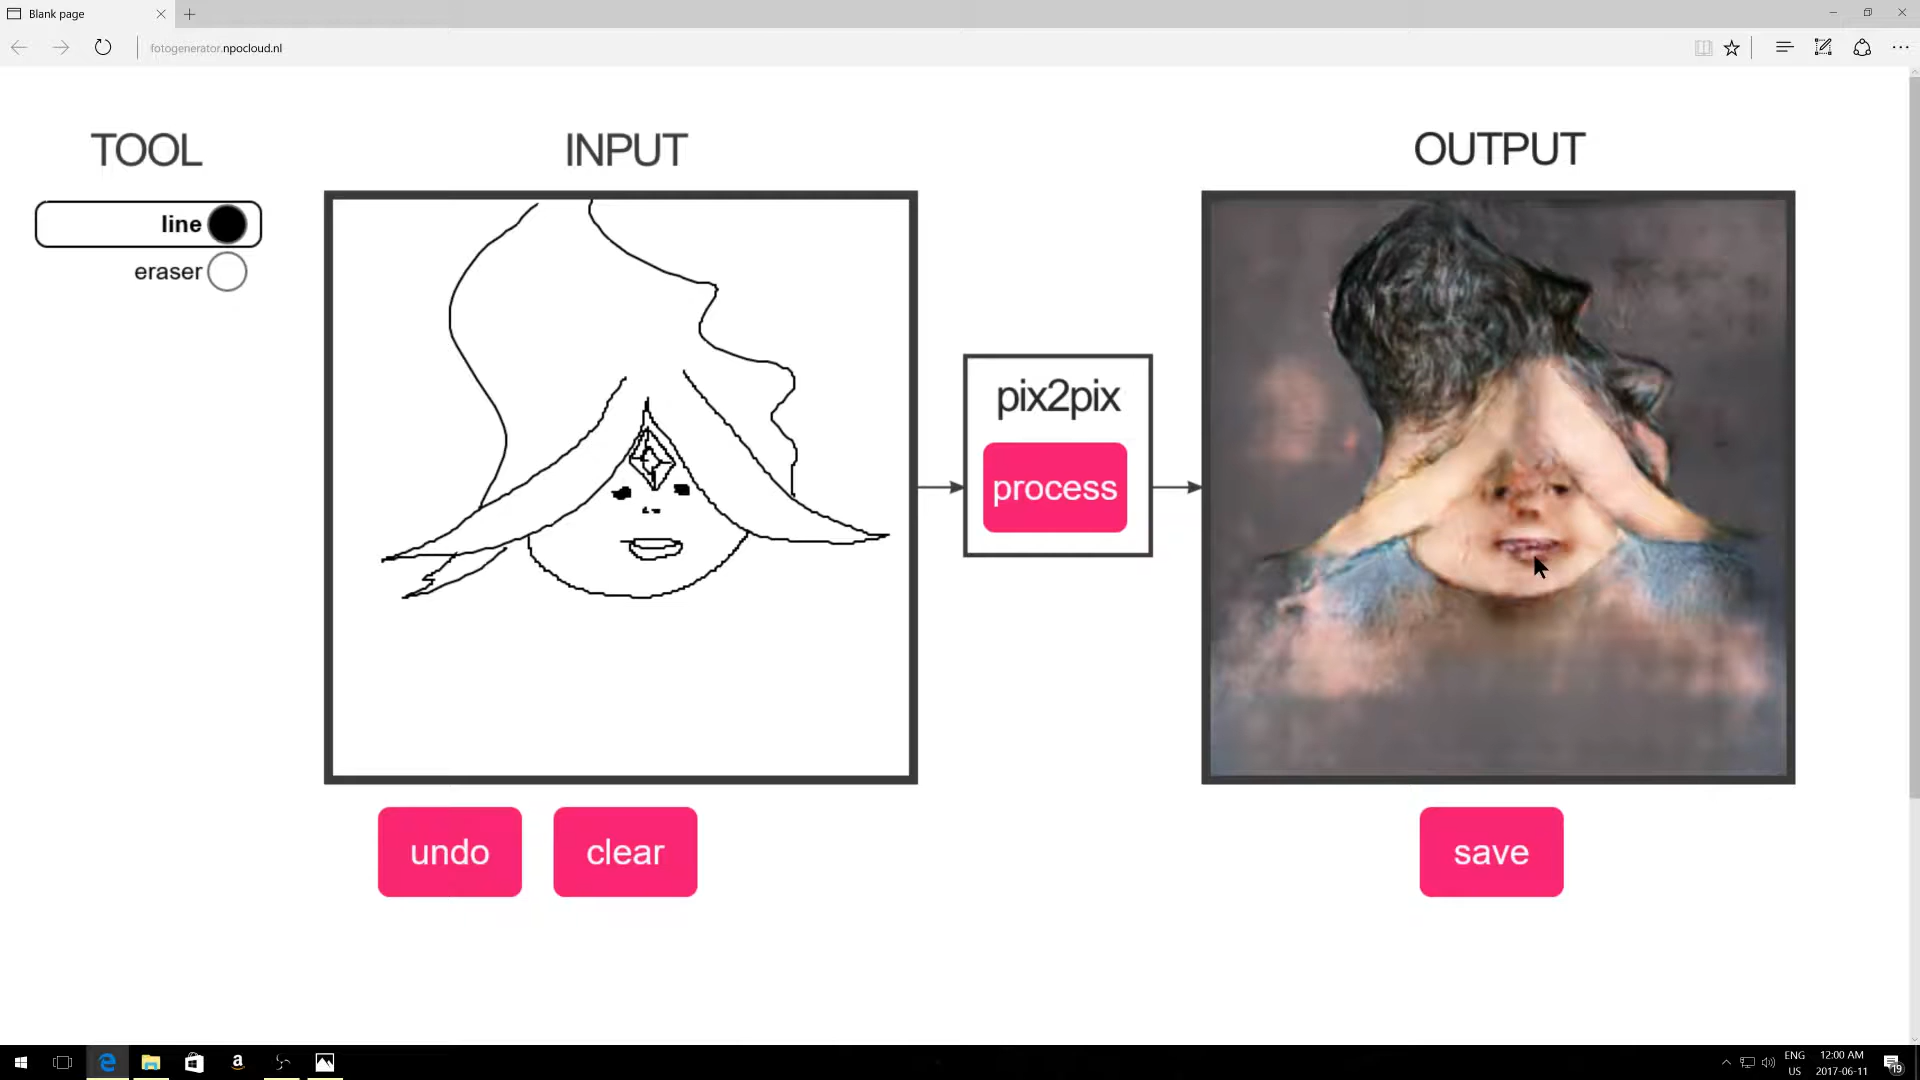 Blank page
fotogenerator.npocloud.nl
TOOL
line
eraser
INPUT
pix2pix
process
OUTPUT
undo
clear
save
ENG
US
12:00 AM
2017-06-11
19